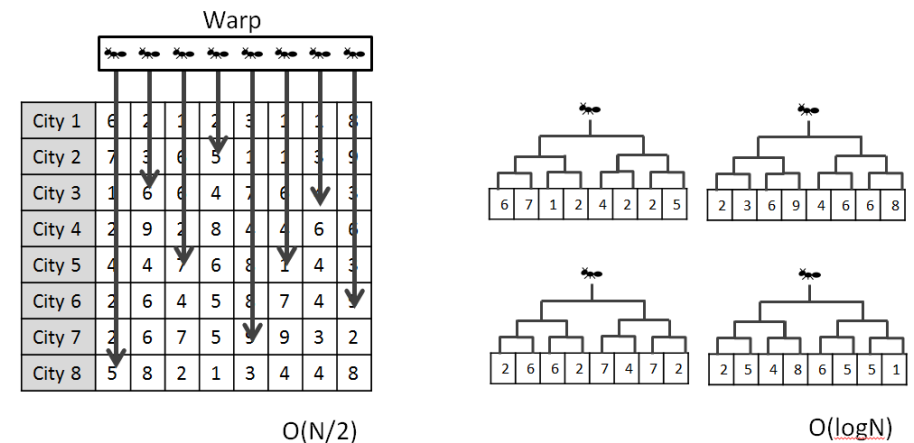 Warp
City 1 6 2 1 2 3 1 1 8
City 2 7 3 6 5 1 1 3 9
City 3 1 6 6 4 7 6 3
City 4 2 9 2 8 4 4 6 6
City 5 4 4 7 6 8 1 4 3
City 6 2 6 4 5 8 7 4
City 7 2 6 7 5 9 9 3 2
City 8 5 8 2 1 3 4 4 8
O(N/2)
6 7 1 2 4 2 2 5
2 3 6 9 4 6 6 8
2 6 6 2 7 4 7 2
2 5 4 8 6 5 5 1
O(logN)